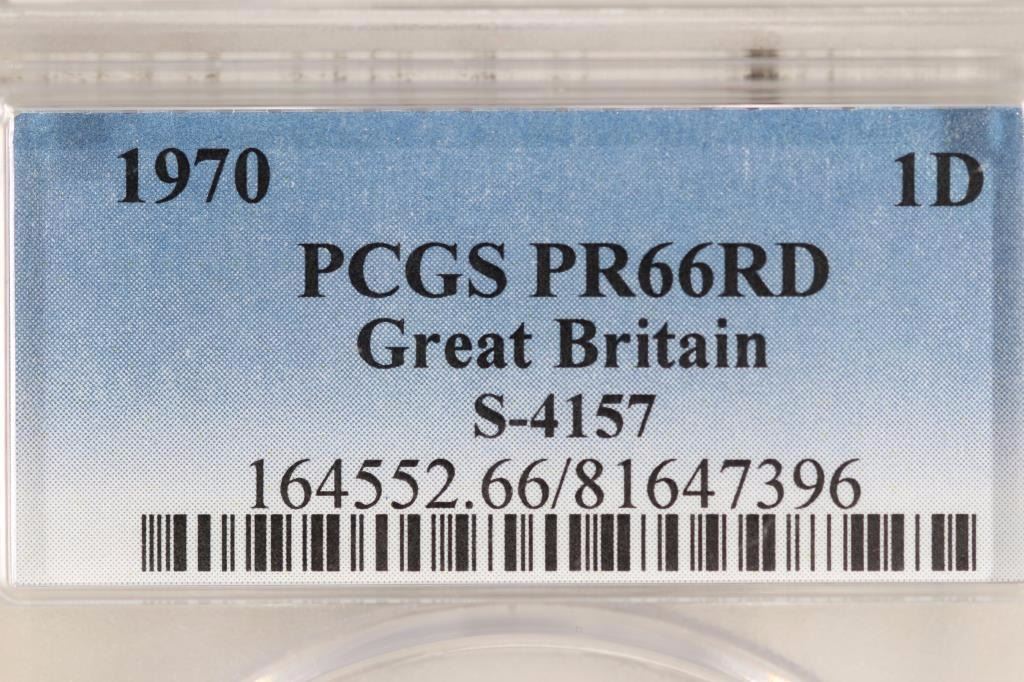 1970 1D
PCGS PR66RD
Great Britain
S-4157
164552.66/81647396